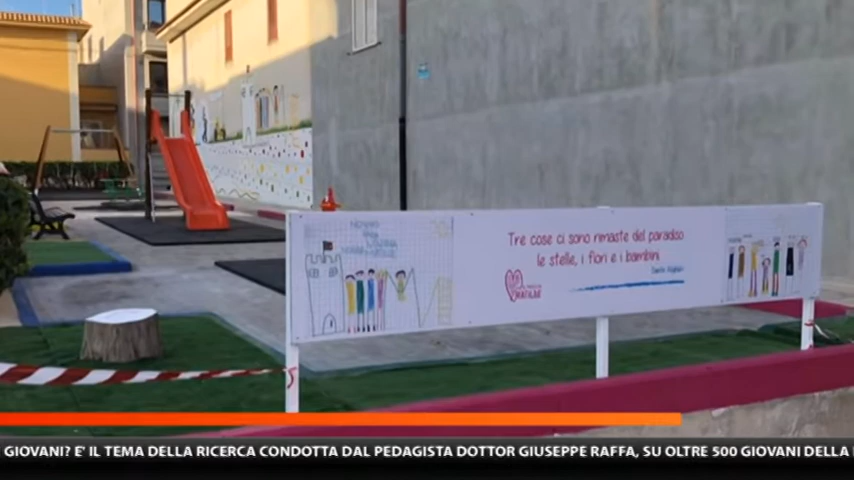 Tre cose ci sono rimaste del paradiso
le stelle, i fiori e i bambini
Dante Alighieri
GIOVANI? E' IL TEMA DELLA RICERCA CONDOTTA DAL PEDAGISTA DOTTOR GIUSEPPE RAFFA, SU OLTRE 500 GIOVANI DELLA